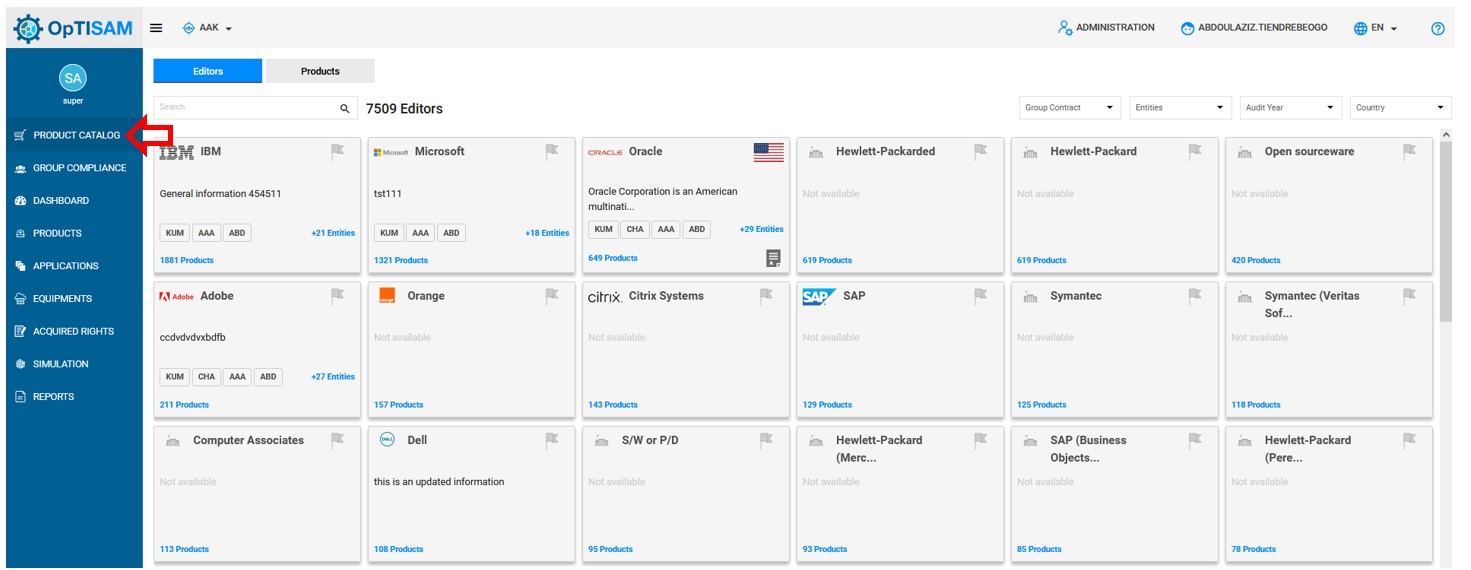 OpTISAM
AAK
ADMINISTRATION
ABDOULAZIZ.TIENDREBEOGO
EN
SA
super
PRODUCT CATALOG
GROUP COMPLIANCE
DASHBOARD
PRODUCTS
APPLICATIONS
EQUIPMENTS
ACQUIRED RIGHTS
SIMULATION
REPORTS
Editors
Products
Search
7509 Editors
Group Contract
Entities
Audit Year
Country
IBM IBM
General information 454511
KUM AAA ABD +21 Entities
1881 Products
Microsoft Microsoft
tst111
KUM AAA ABD +18 Entities
1321 Products
ORACLE Oracle
Oracle Corporation is an American
multinati...
KUM CHA AAA ABD +29 Entities
649 Products
Hewlett-Packarded
Not available
619 Products
Hewlett-Packard
Not available
619 Products
Open sourceware
Not available
420 Products
Adobe Adobe
ccdvdvdvxbdfb
KUM CHA AAA ABD +27 Entities
211 Products
Orange
Not available
157 Products
citrix. Citrix Systems
Not available
143 Products
SAP SAP
Not available
129 Products
Symantec
Not available
125 Products
Symantec (Veritas
Sof...
Not available
118 Products
Computer Associates
Not available
113 Products
DELL Dell
this is an updated information
108 Products
S/W or P/D
Not available
95 Products
Hewlett-Packard
(Merc...
Not available
93 Products
SAP (Business
Objects...
Not available
85 Products
Hewlett-Packard
(Pere...
Not available
78 Products